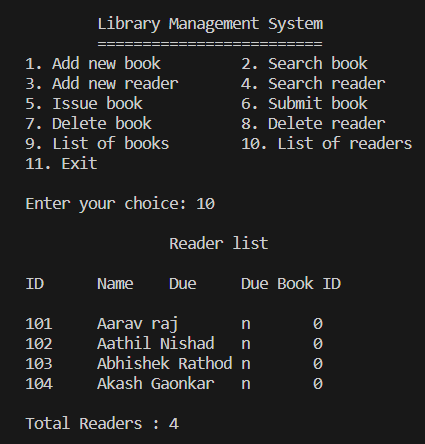 Library Management System
=========================
1. Add new book 2. Search book
3. Add new reader 4. Search reader
5. Issue book 6. Submit book
7. Delete book 8. Delete reader
9. List of books 10. List of readers
11. Exit
Enter your choice: 10
Reader list
ID Name Due Due Book ID
101 Aarav raj n 0
102 Aathil Nishad n 0
103 Abhishek Rathod n 0
104 Akash Gaonkar n 0
Total Readers : 4